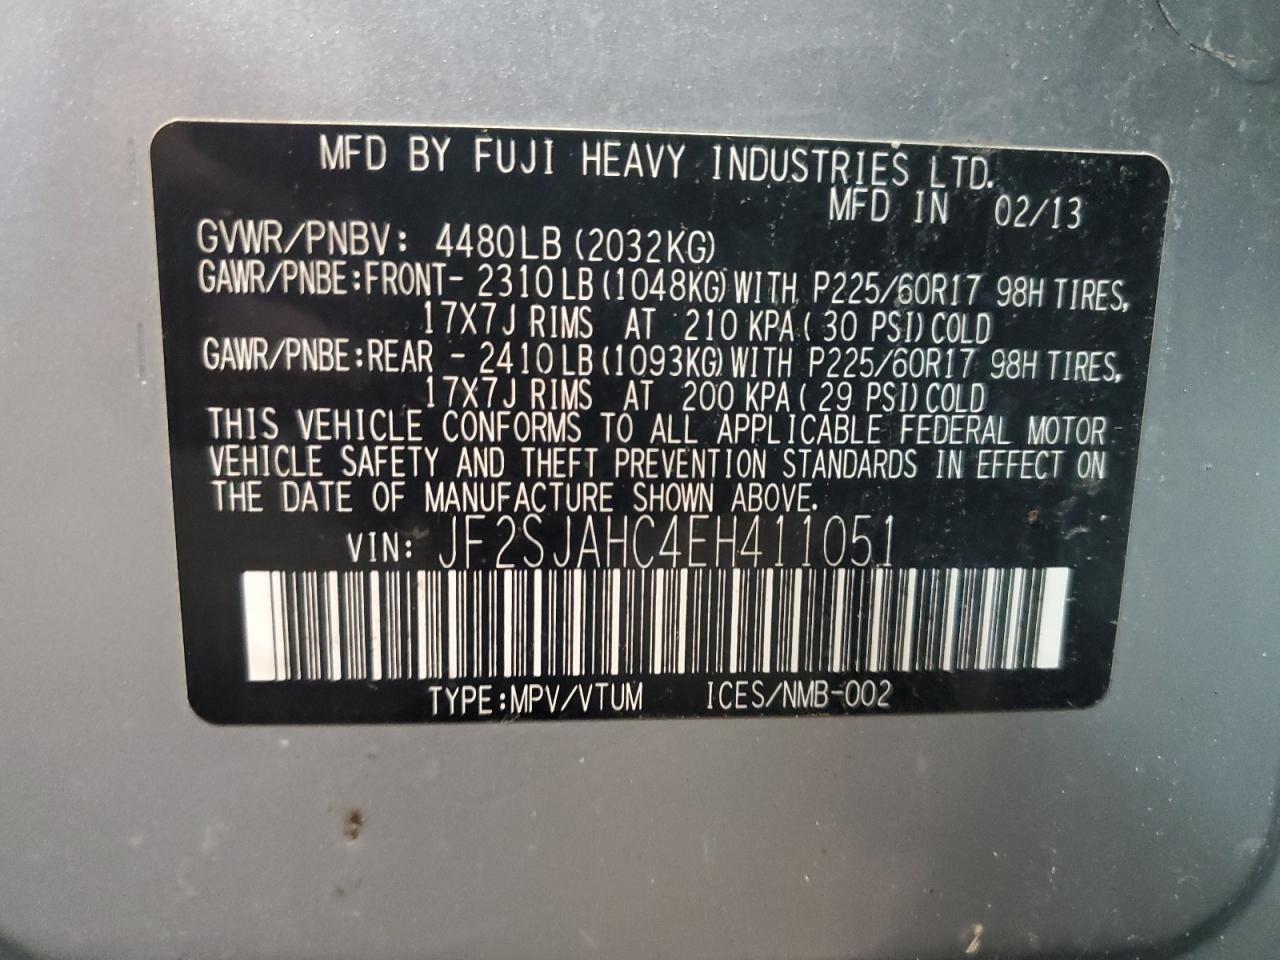 MFD BY FUJI HEAVY INDUSTRIES LTD.
MFD IN 02/13
GVWR/PNBV: 4480LB (2032KG)
GAWR/PNBE:FRONT- 2310LB (1048KG) WITH P225/60R17 98H TIRES,
17X7J RIMS AT 210 KPA ( 30 PSI) COLD
GAWR/PNBE:REAR - 2410LB (1093KG) WITH P225/60R17 98H TIRES,
17X7J RIMS AT 200 KPA ( 29 PSI) COLD
THIS VEHICLE CONFORMS TO ALL APPLICABLE FEDERAL MOTOR
VEHICLE SAFETY AND THEFT PREVENTION STANDARDS IN EFFECT ON
THE DATE OF MANUFACTURE SHOWN ABOVE.
VIN: JF2SJAHC4EH411051
TYPE:MPV/VTUM ICES/NMB-002